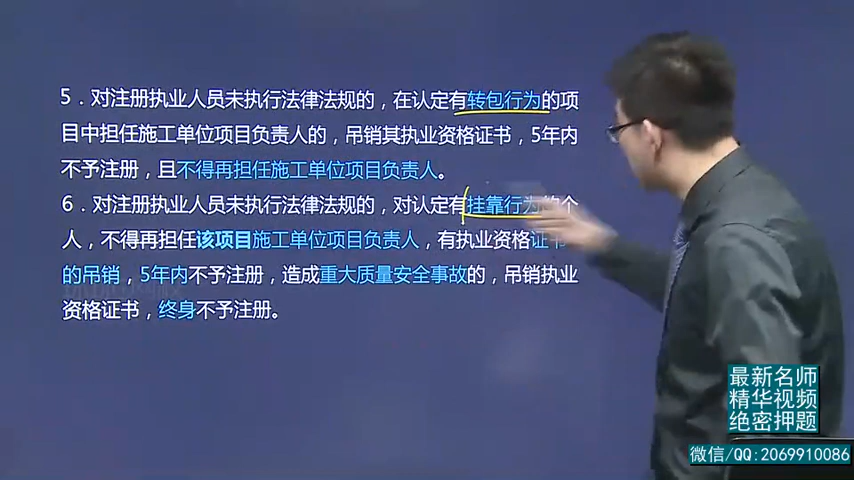 5．对注册执业人员未执行法律法规的，在认定有转包行为的项
目中担任施工单位项目负责人的，吊销其执业资格证书，5年内
不予注册，且不得再担任施工单位项目负责人。
6．对注册执业人员未执行法律法规的，对认定有挂靠行为的个
人，不得再担任该项目施工单位项目负责人，有执业资格证书
的吊销，5年内不予注册，造成重大质量安全事故的，吊销执业
资格证书，终身不予注册。
最新名师
精华视频
绝密押题
微信/QQ:2069910086